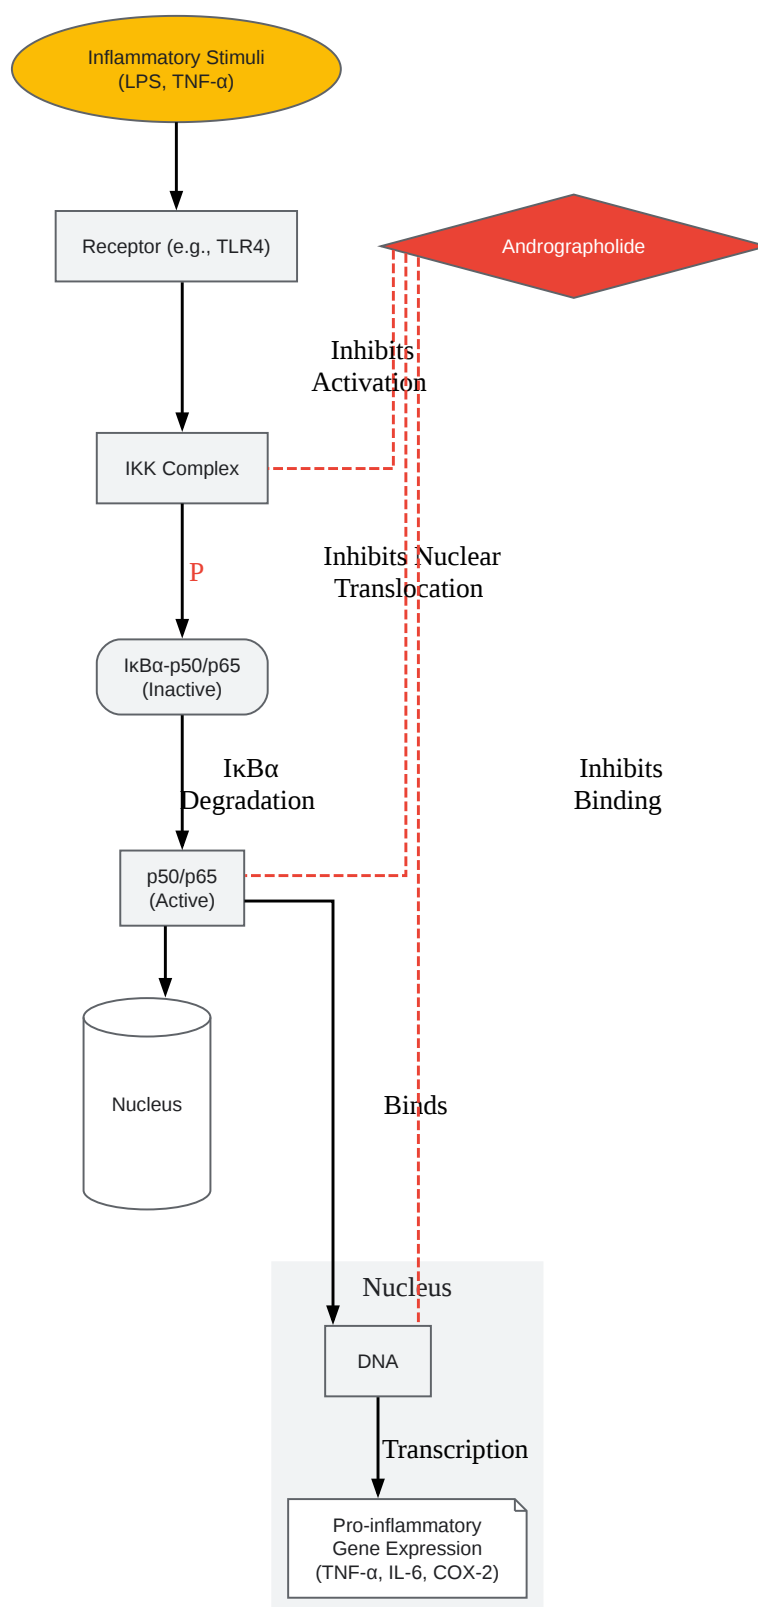 Inflammatory Stimuli
(LPS, TNF-α)
Receptor (e.g., TLR4)
Andrographolide
Inhibits
Activation
IKK Complex
Inhibits Nuclear
Translocation
P
IκBα-p50/p65
(Inactive)
IκBα
Degradation
Inhibits
Binding
p50/p65
(Active)
Nucleus
Binds
Nucleus
DNA
Transcription
Pro-inflammatory
Gene Expression
(TNF-α, IL-6, COX-2)